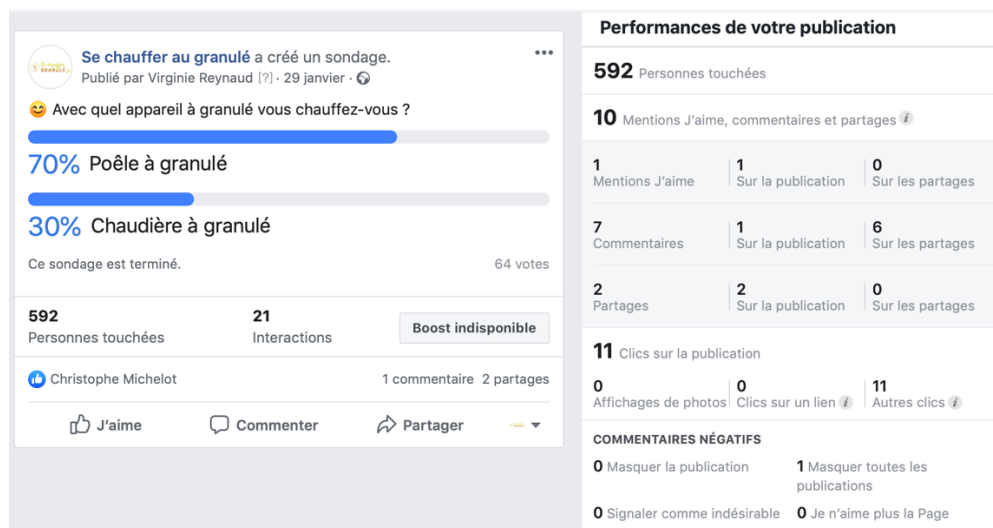 Se chauffer au granulé a créé un sondage.
Publié par Virginie Reynaud [?] · 29 janvier ·
Avec quel appareil à granulé vous chauffez-vous ?
70% Poêle à granulé
30% Chaudière à granulé
Ce sondage est terminé. 64 votes
592 21
Personnes touchées Interactions
Boost indisponible
Christophe Michelot 1 commentaire 2 partages
J'aime Commenter Partager
Performances de votre publication
592 Personnes touchées
10 Mentions J'aime, commentaires et partages
1 1 0
Mentions J'aime Sur la publication Sur les partages
7 1 6
Commentaires Sur la publication Sur les partages
2 2 0
Partages Sur la publication Sur les partages
11 Clics sur la publication
0 0 11
Affichages de photos Clics sur un lien Autres clics
COMMENTAIRES NÉGATIFS
0 Masquer la publication 1 Masquer toutes les
publications
0 Signaler comme indésirable 0 Je n'aime plus la Page